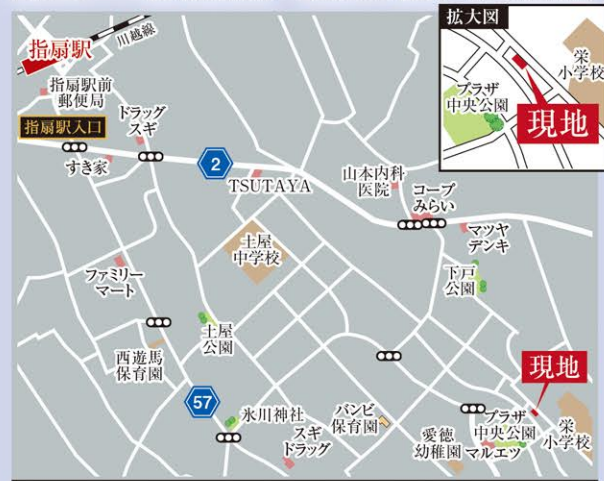 指扇駅
川越線
指扇駅前
郵便局
ドラッグ
スギ
指扇駅入口
すき家
2
TSUTAYA
山本内科
医院
コープ
みらい
マツヤ
デンキ
土屋
中学校
下戸
公園
ファミリー
マート
土屋
公園
西遊馬
保育園
57
氷川神社
スギ
ドラッグ
バンビ
保育園
愛徳
幼稚園
プラザ
中央公園
マルエツ
現地
栄
小学校
拡大図
栄
小学校
プラザ
中央公園
現地